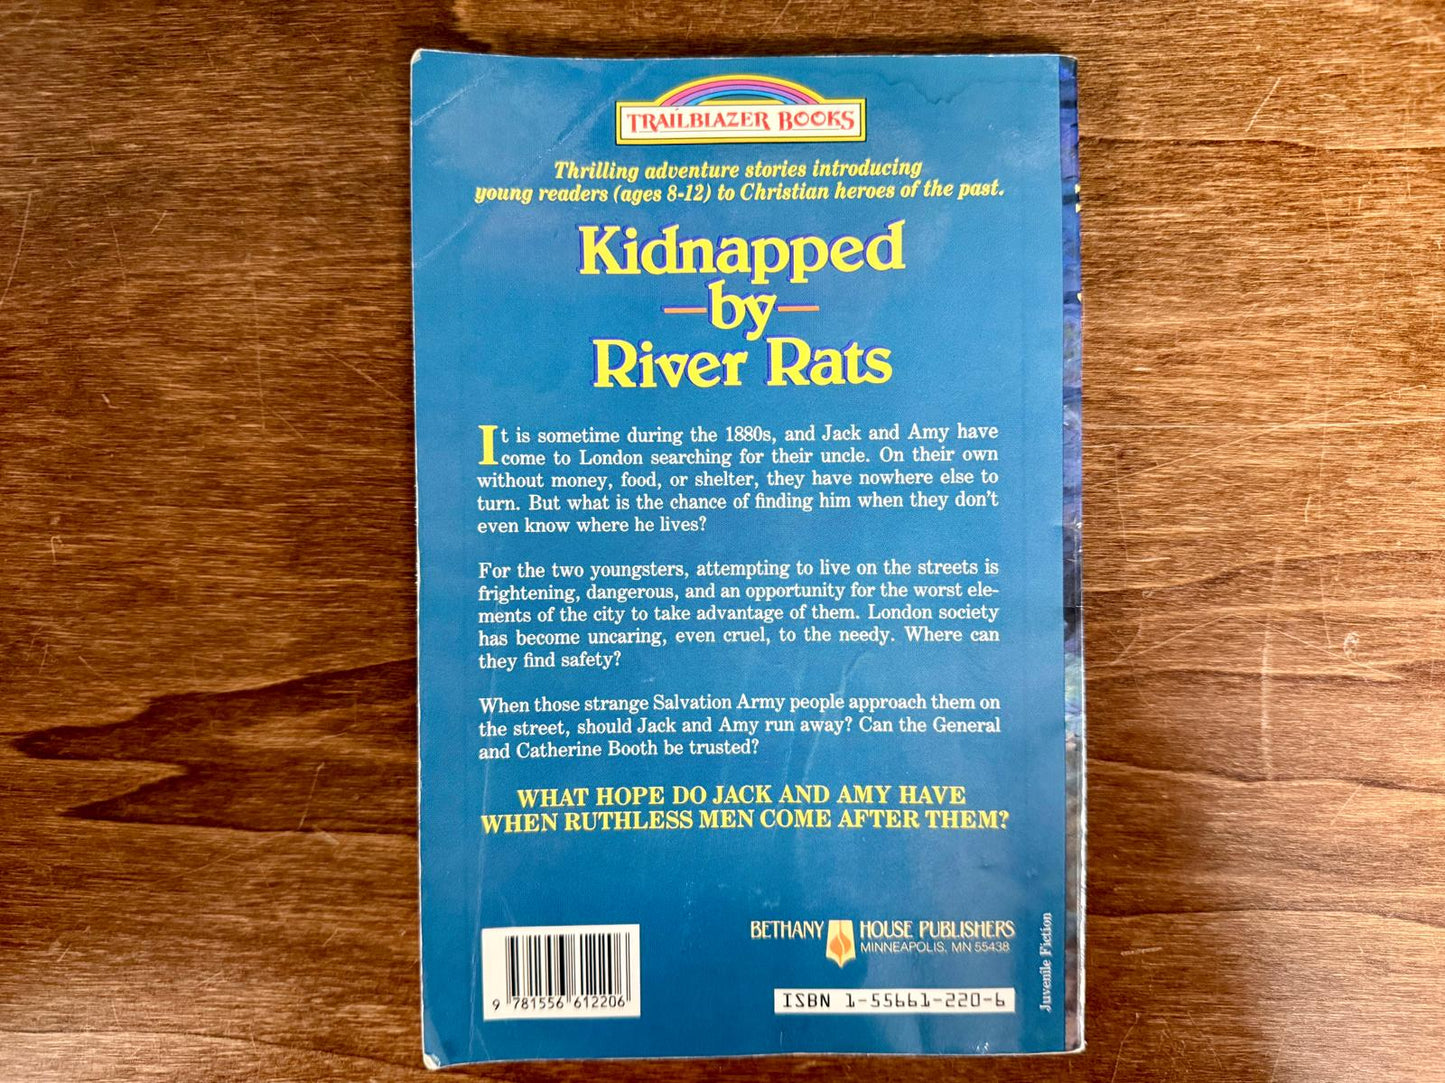 TRAILBLAZER BOOKS
Thrilling adventure stories introducing
young readers (ages 8-12) to Christian heroes of the past.
Kidnapped
by
River Rats
It is sometime during the 1880s, and Jack and Amy have
come to London searching for their uncle. On their own
without money, food, or shelter, they have nowhere else to
turn. But what is the chance of finding him when they don't
even know where he lives?
For the two youngsters, attempting to live on the streets is
frightening, dangerous, and an opportunity for the worst ele-
ments of the city to take advantage of them. London society
has become uncaring, even cruel, to the needy. Where can
they find safety?
When those strange Salvation Army people approach them on
the street, should Jack and Amy run away? Can the General
and Catherine Booth be trusted?
WHAT HOPE DO JACK AND AMY HAVE
WHEN RUTHLESS MEN COME AFTER THEM?
BETHANY HOUSE PUBLISHERS
MINNEAPOLIS, MN 55438
ISBN 1-55661-220-6
9 781556 612206
Juvenile Fiction